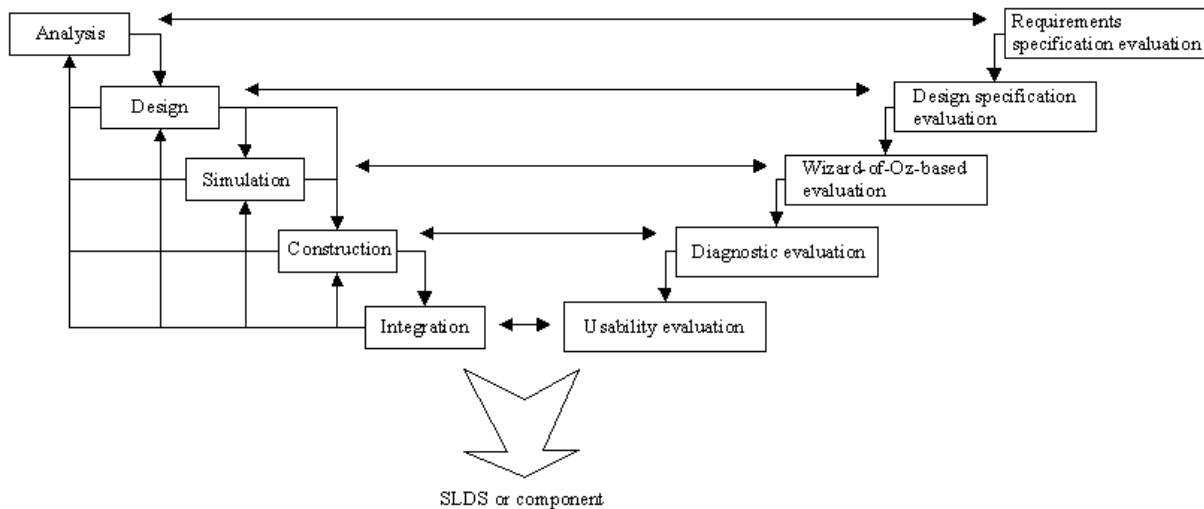 Analysis
Requirements
specification evaluation
Design
Design specification
evaluation
Simulation
Wizard-of-Oz-based
evaluation
Construction
Diagnostic evaluation
Integration
Usability evaluation
SLDS or component